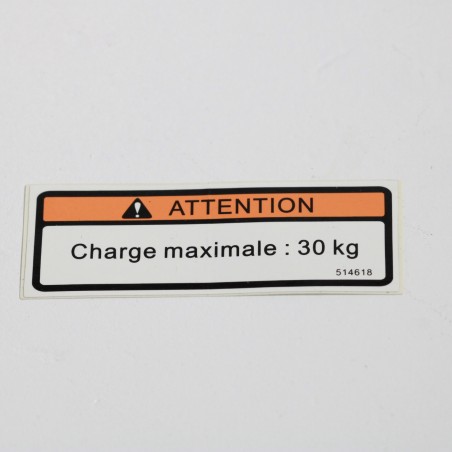 ATTENTION
Charge maximale : 30 kg
514618